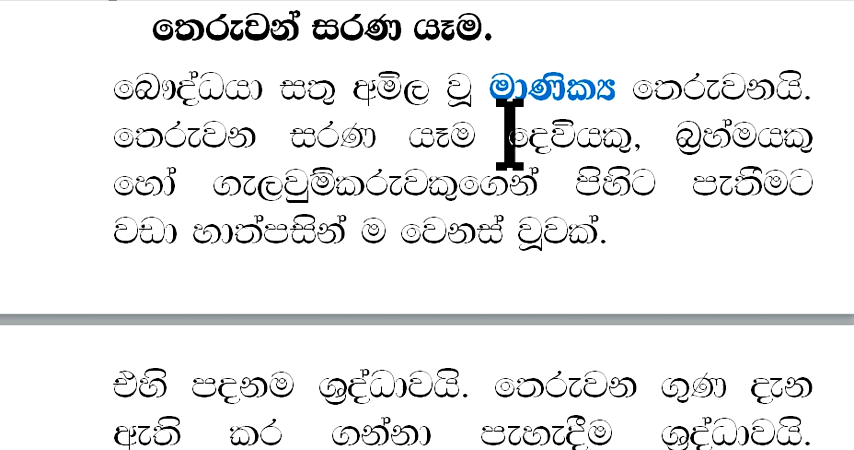 තෙරුවන් සරණ යෑම.
බෞද්ධයා සතු අමිල වූ මාණික්‍ය තෙරුවනයි.
තෙරුවන සරණ යෑම දෙවියකු, බ්‍රහ්මයකු
හෝ ගැලවුම්කරුවකුගෙන් පිහිට පැතීමට
වඩා හාත්පසින් ම වෙනස් වූවක්.
එහි පදනම ශ්‍රද්ධාවයි. තෙරුවන ගුණ දැන
ඇති කර ගන්නා පැහැදීම ශ්‍රද්ධාවයි.